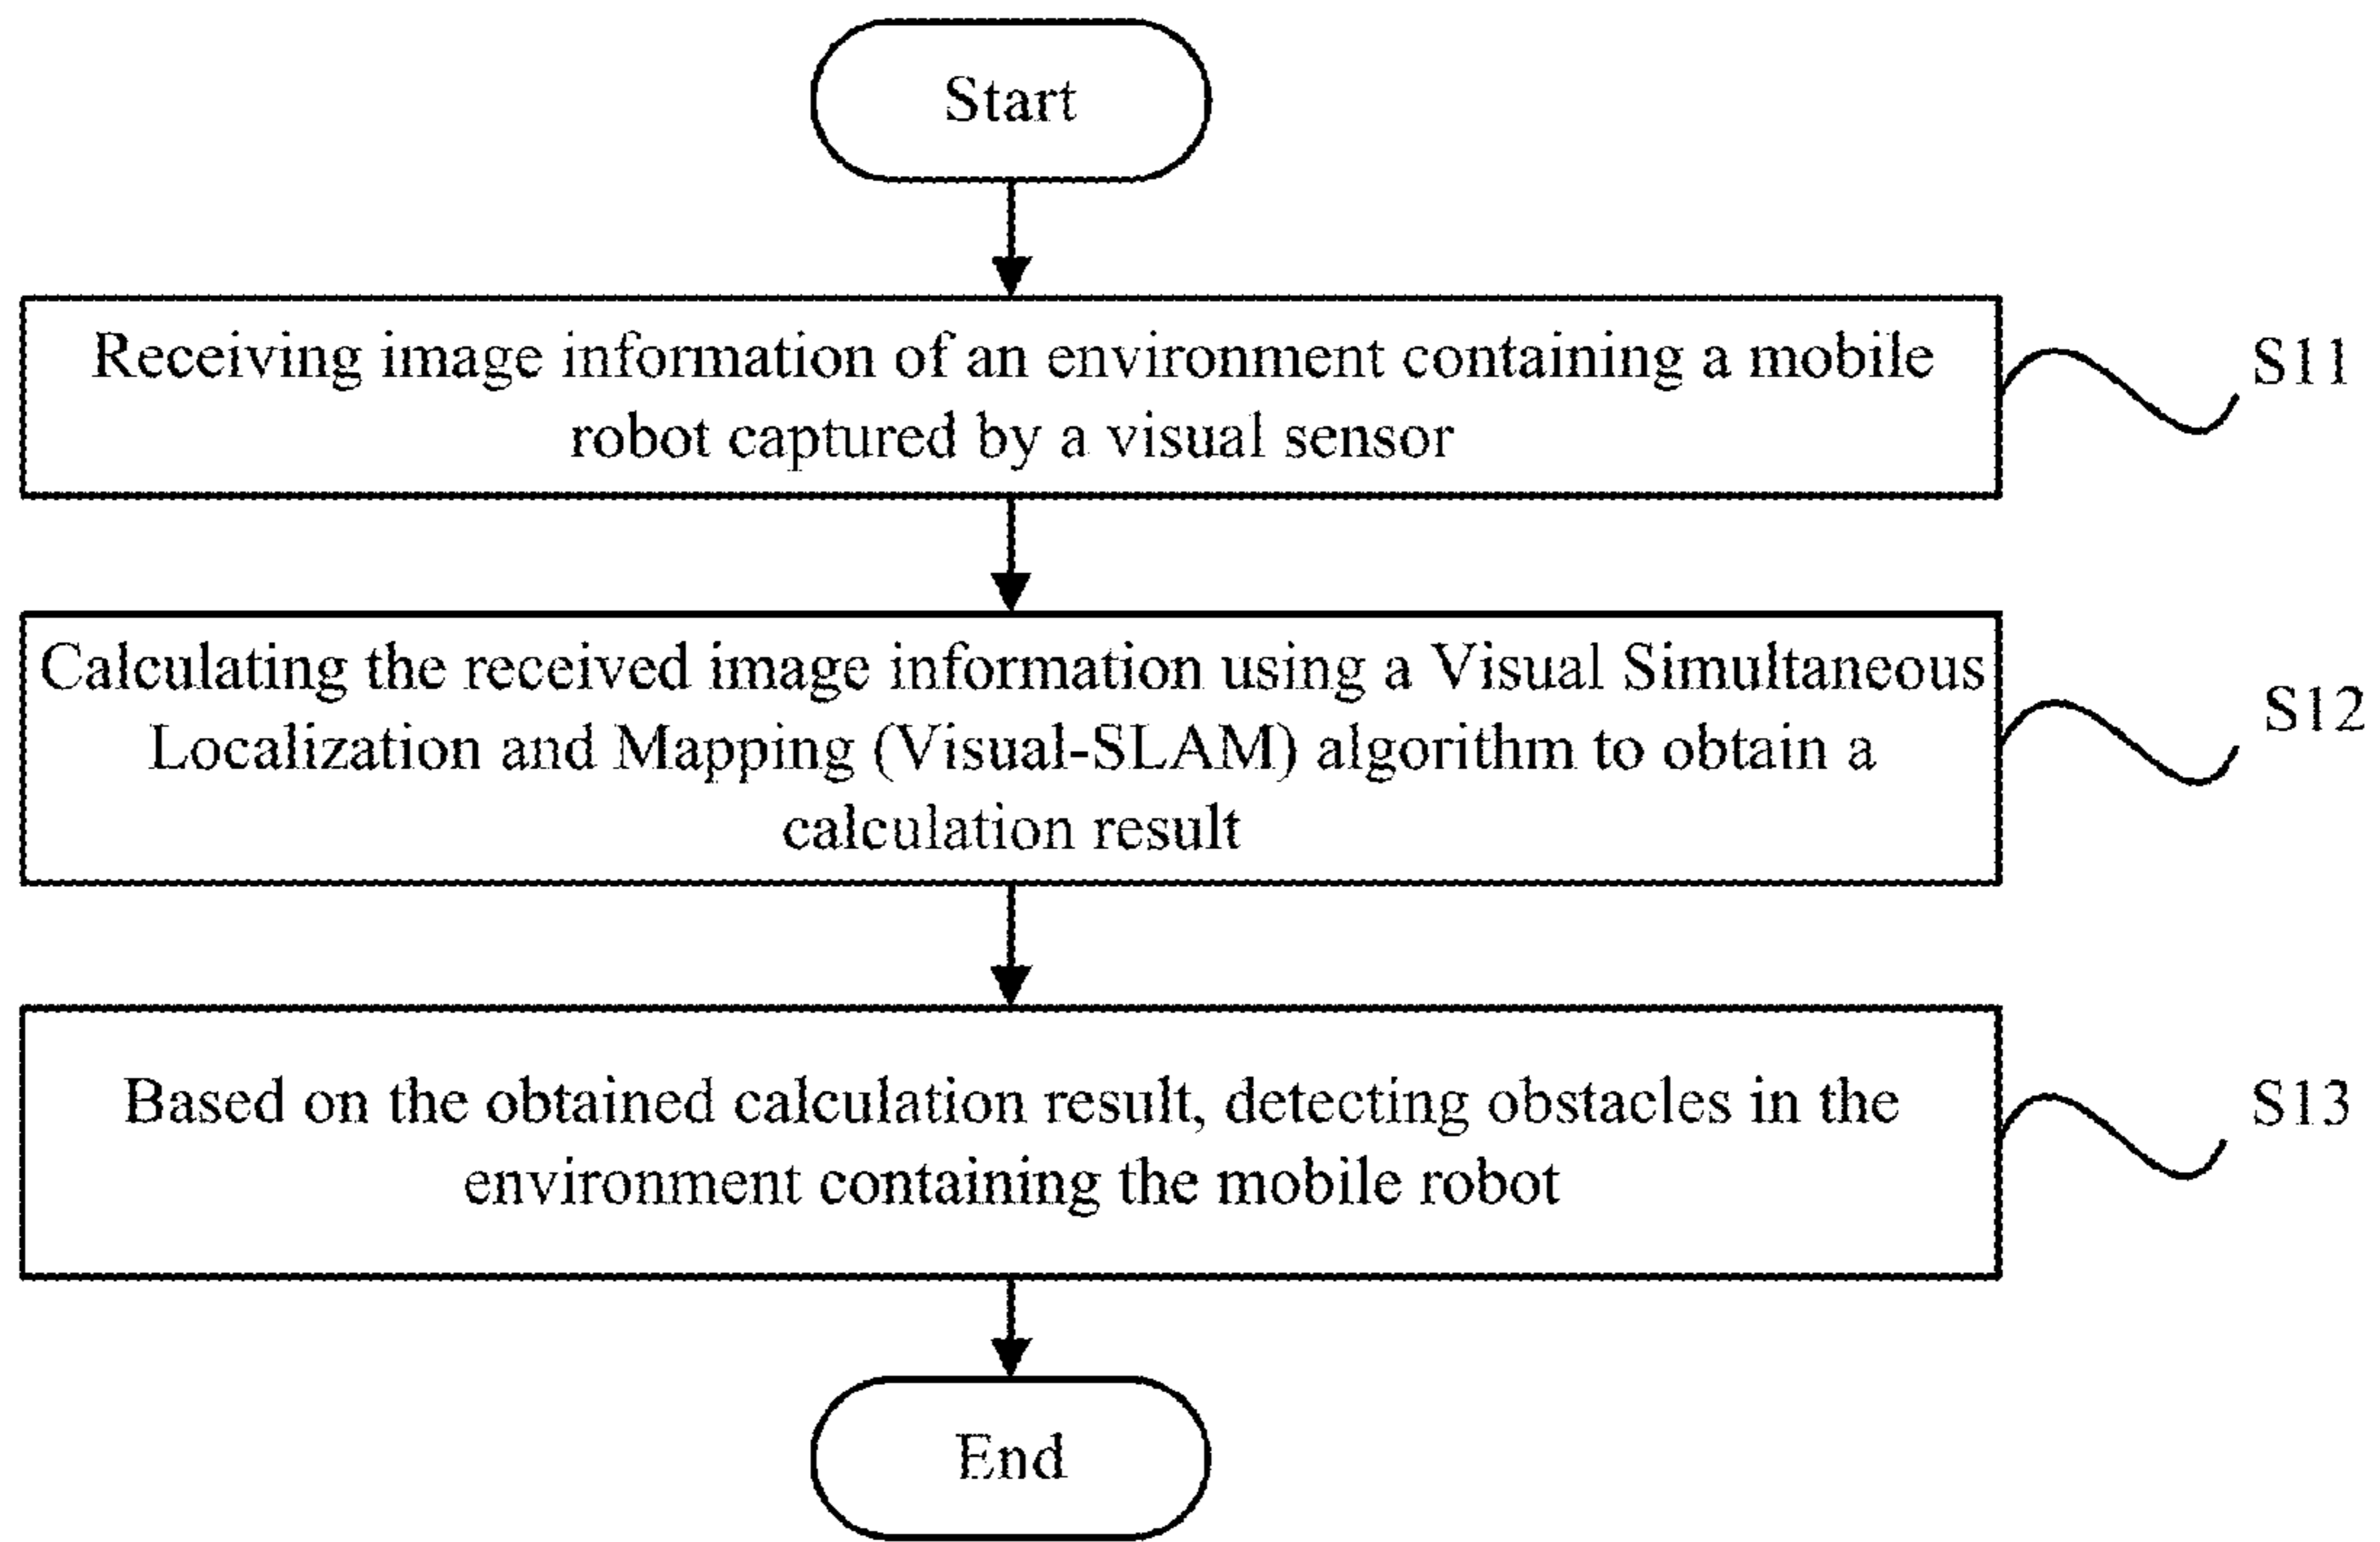 Start
Receiving image information of an environment containing a mobile
robot captured by a visual sensor
S11
Calculating the received image information using a Visual Simultaneous
Localization and Mapping (Visual-SLAM) algorithm to obtain a
calculation result
S12
Based on the obtained calculation result, detecting obstacles in the
environment containing the mobile robot
S13
End